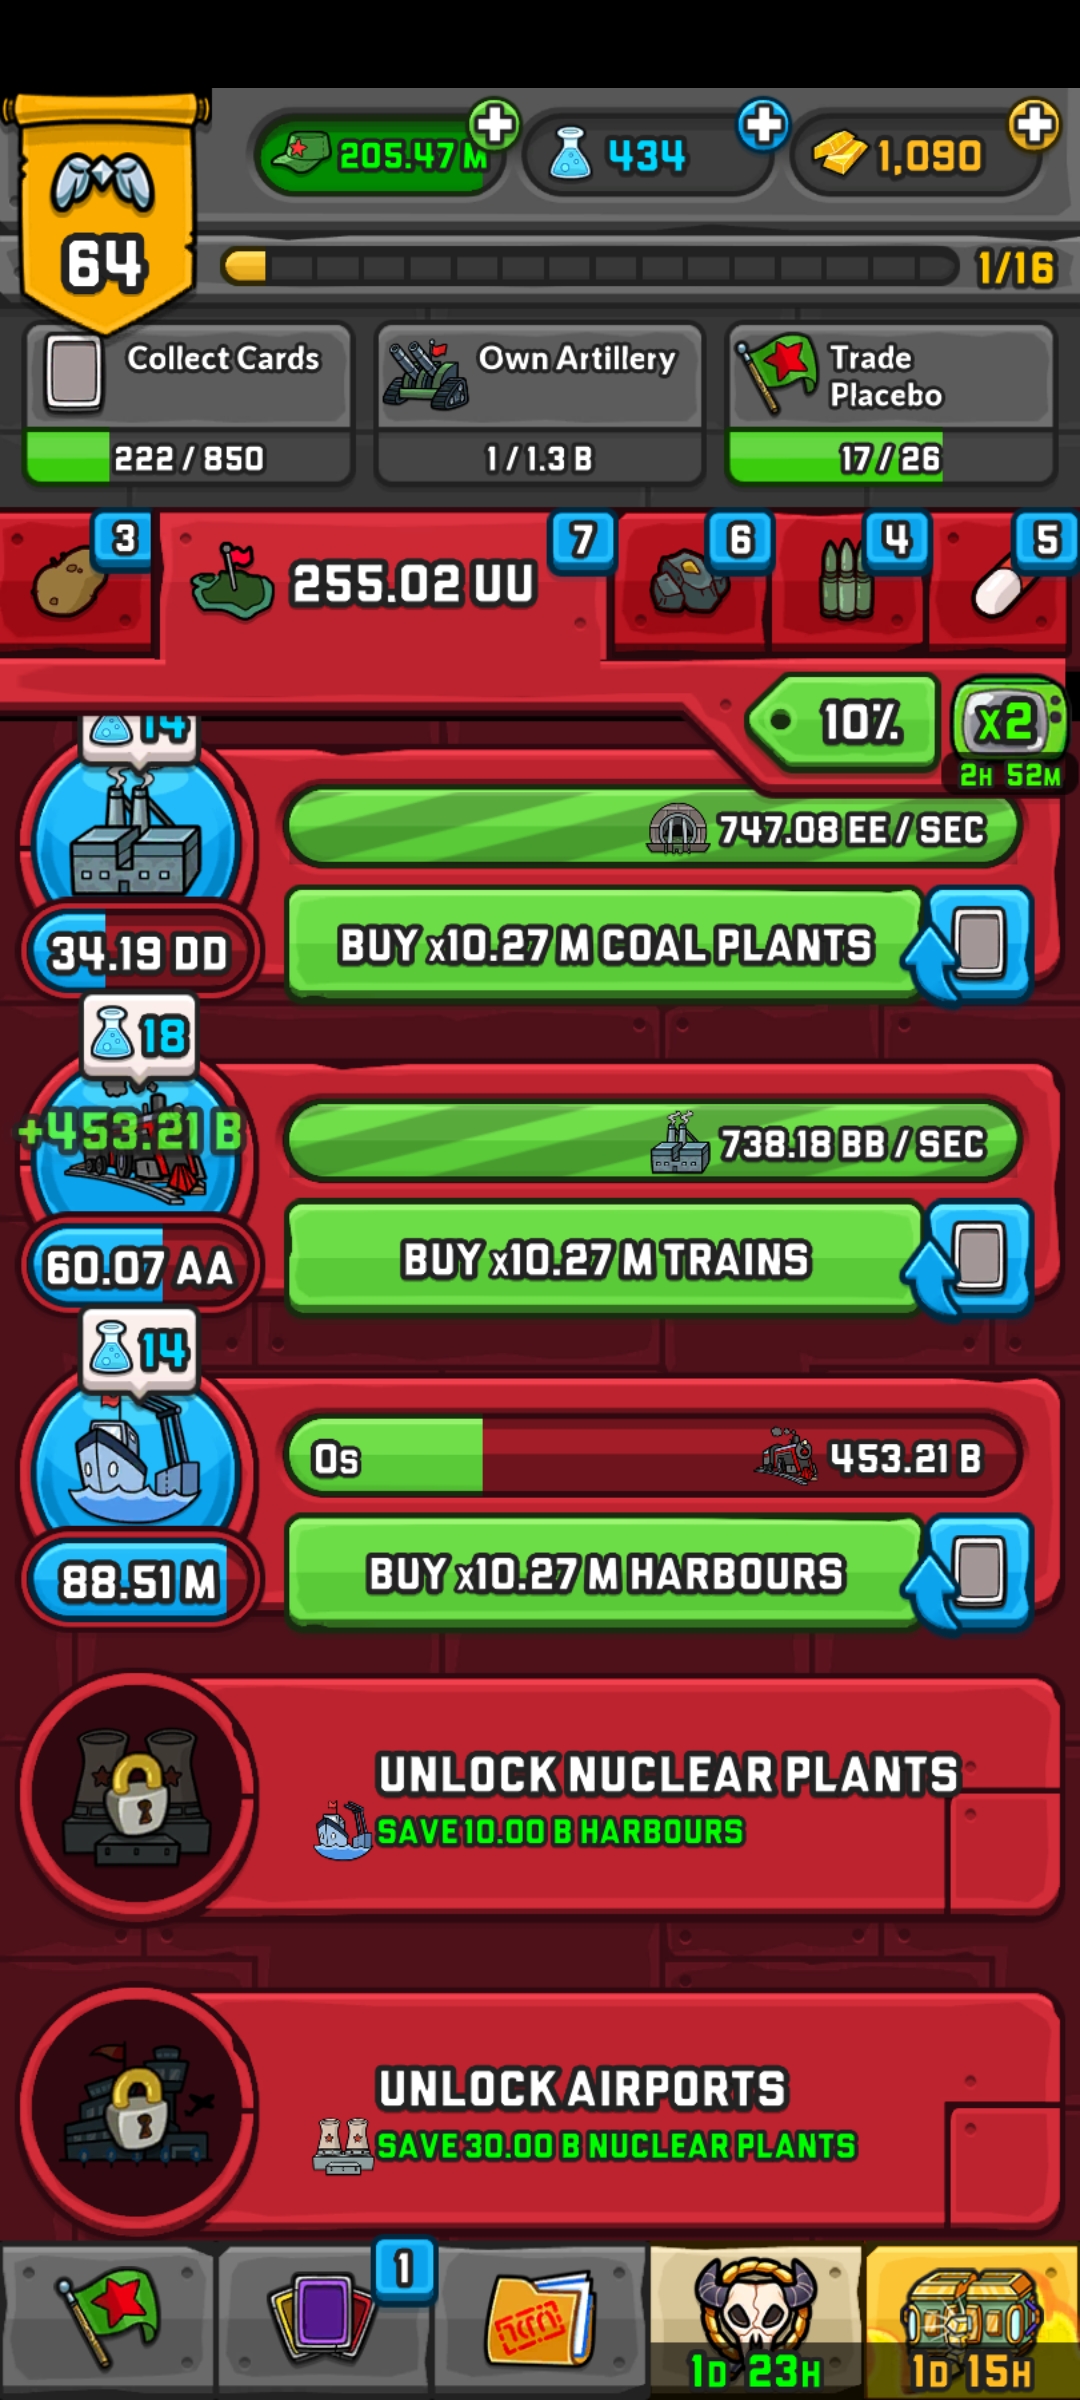 205.47 M
434
1,090
64
1/16
Collect Cards
222 / 850
Own Artillery
1 / 1.3 B
Trade
Placebo
17 / 26
3
255.02 UU
7
6
4
5
10%
x2
2H 52M
14
747.08 EE / SEC
34.19 DD
BUY x10.27 M COAL PLANTS
18
+453.21 B
738.18 BB / SEC
60.07 AA
BUY x10.27 M TRAINS
14
0s
453.21 B
88.51 M
BUY x10.27 M HARBOURS
UNLOCK NUCLEAR PLANTS
SAVE 10.00 B HARBOURS
UNLOCK AIRPORTS
SAVE 30.00 B NUCLEAR PLANTS
1
1D 23H
1D 15H